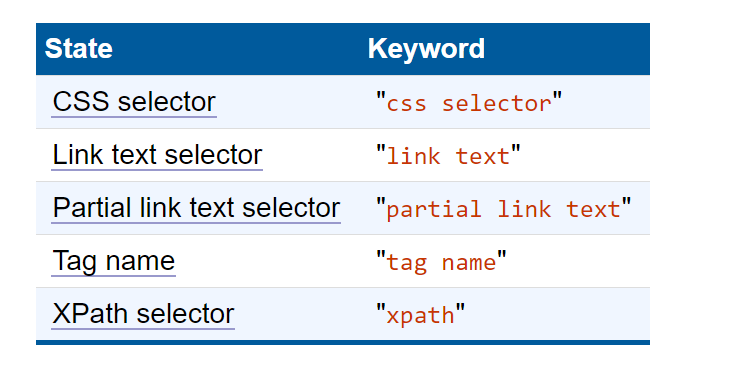 State Keyword
CSS selector "css selector"
Link text selector "link text"
Partial link text selector "partial link text"
Tag name "tag name"
XPath selector "xpath"